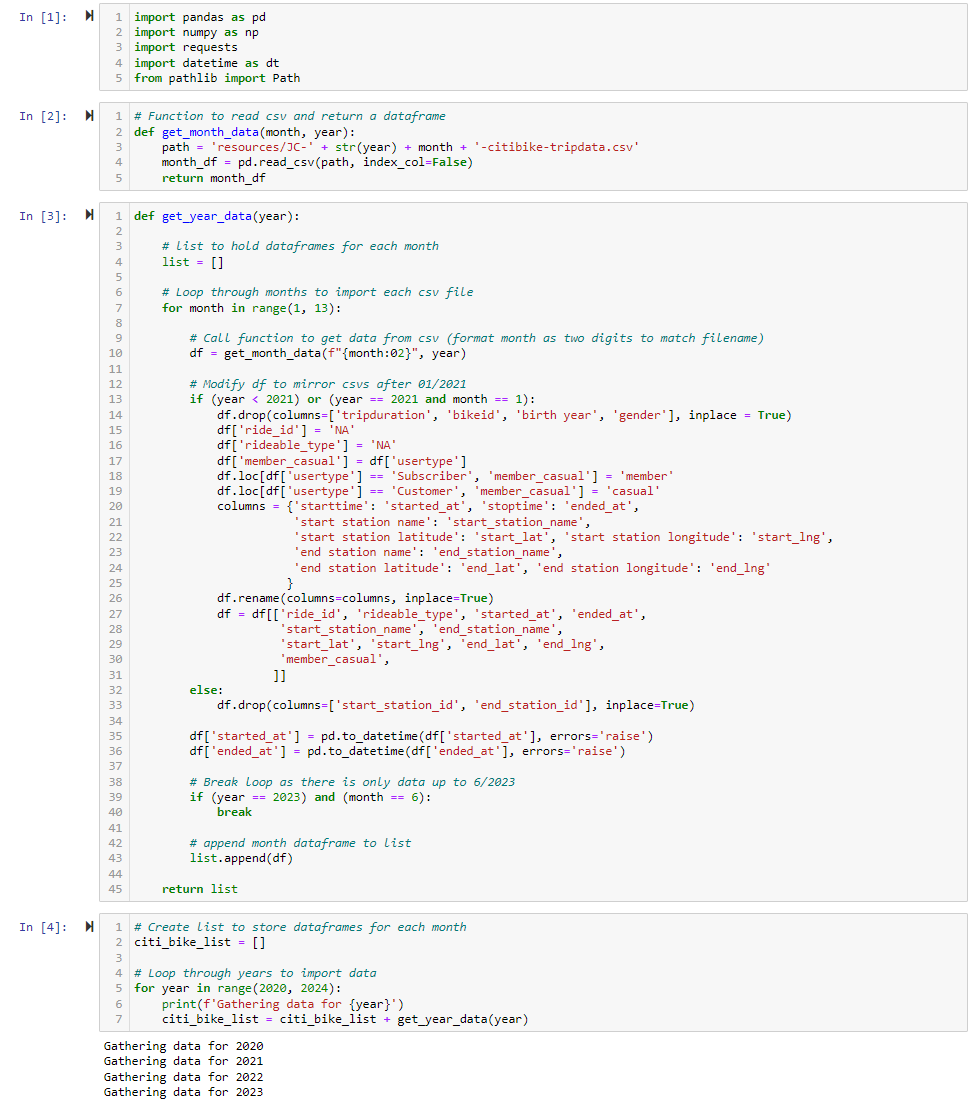 In [1]:
1 import pandas as pd
2 import numpy as np
3 import requests
4 import datetime as dt
5 from pathlib import Path
In [2]:
1 # Function to read csv and return a dataframe
2 def get_month_data(month, year):
3     path = 'resources/JC-' + str(year) + month + '-citibike-tripdata.csv'
4     month_df = pd.read_csv(path, index_col=False)
5     return month_df
In [3]:
1 def get_year_data(year):
2
3     # list to hold dataframes for each month
4     list = []
5
6     # Loop through months to import each csv file
7     for month in range(1, 13):
8
9         # Call function to get data from csv (format month as two digits to match filename)
10         df = get_month_data(f"{month:02}", year)
11
12         # Modify df to mirror csvs after 01/2021
13         if (year < 2021) or (year == 2021 and month == 1):
14             df.drop(columns=['tripduration', 'bikeid', 'birth year', 'gender'], inplace = True)
15             df['ride_id'] = 'NA'
16             df['rideable_type'] = 'NA'
17             df['member_casual'] = df['usertype']
18             df.loc[df['usertype'] == 'Subscriber', 'member_casual'] = 'member'
19             df.loc[df['usertype'] == 'Customer', 'member_casual'] = 'casual'
20             columns = {'starttime': 'started_at', 'stoptime': 'ended_at',
21                        'start station name': 'start_station_name',
22                        'start station latitude': 'start_lat', 'start station longitude': 'start_lng',
23                        'end station name': 'end_station_name',
24                        'end station latitude': 'end_lat', 'end station longitude': 'end_lng'
25                       }
26             df.rename(columns=columns, inplace=True)
27             df = df[['ride_id', 'rideable_type', 'started_at', 'ended_at',
28                      'start_station_name', 'end_station_name',
29                      'start_lat', 'start_lng', 'end_lat', 'end_lng',
30                      'member_casual',
31                     ]]
32         else:
33             df.drop(columns=['start_station_id', 'end_station_id'], inplace=True)
34
35         df['started_at'] = pd.to_datetime(df['started_at'], errors='raise')
36         df['ended_at'] = pd.to_datetime(df['ended_at'], errors='raise')
37
38         # Break loop as there is only data up to 6/2023
39         if (year == 2023) and (month == 6):
40             break
41
42         # append month dataframe to list
43         list.append(df)
44
45     return list
In [4]:
1 # Create list to store dataframes for each month
2 citi_bike_list = []
3
4 # Loop through years to import data
5 for year in range(2020, 2024):
6     print(f'Gathering data for {year}')
7     citi_bike_list = citi_bike_list + get_year_data(year)
Gathering data for 2020
Gathering data for 2021
Gathering data for 2022
Gathering data for 2023